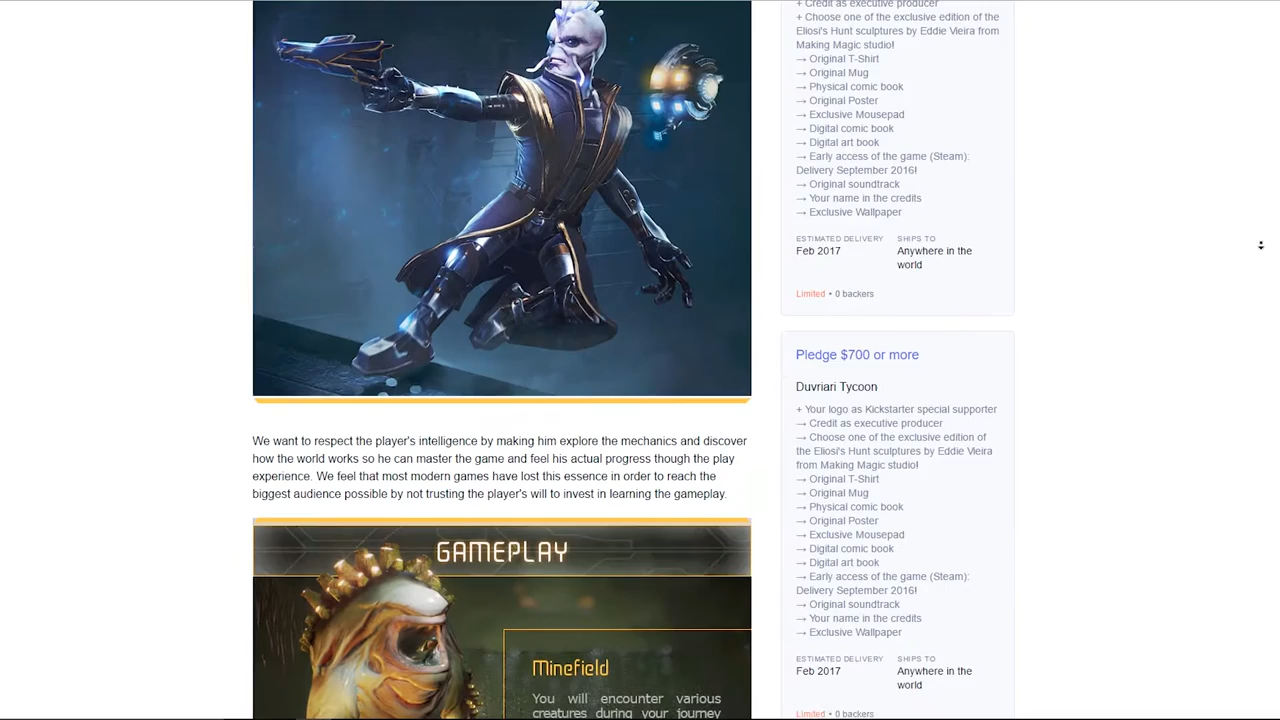 We want to respect the player's intelligence by making him explore the mechanics and discover
how the world works so he can master the game and feel his actual progress though the play
experience. We feel that most modern games have lost this essence in order to reach the
biggest audience possible by not trusting the player's will to invest in learning the gameplay.
GAMEPLAY
Minefield
You will encounter various
creatures during your journey
+ Credit as executive producer
+ Choose one of the exclusive edition of the
Eliosi's Hunt sculptures by Eddie Vieira from
Making Magic studio!
→ Original T-Shirt
→ Original Mug
→ Physical comic book
→ Original Poster
→ Exclusive Mousepad
→ Digital comic book
→ Digital art book
→ Early access of the game (Steam):
Delivery September 2016!
→ Original soundtrack
→ Your name in the credits
→ Exclusive Wallpaper
ESTIMATED DELIVERY SHIPS TO
Feb 2017 Anywhere in the
world
Limited • 0 backers
Pledge $700 or more
Duvriari Tycoon
+ Your logo as Kickstarter special supporter
→ Credit as executive producer
→ Choose one of the exclusive edition of
the Eliosi's Hunt sculptures by Eddie Vieira
from Making Magic studio!
→ Original T-Shirt
→ Original Mug
→ Physical comic book
→ Original Poster
→ Exclusive Mousepad
→ Digital comic book
→ Digital art book
→ Early access of the game (Steam):
Delivery September 2016!
→ Original soundtrack
→ Your name in the credits
→ Exclusive Wallpaper
ESTIMATED DELIVERY SHIPS TO
Feb 2017 Anywhere in the
world
Limited • 0 backers